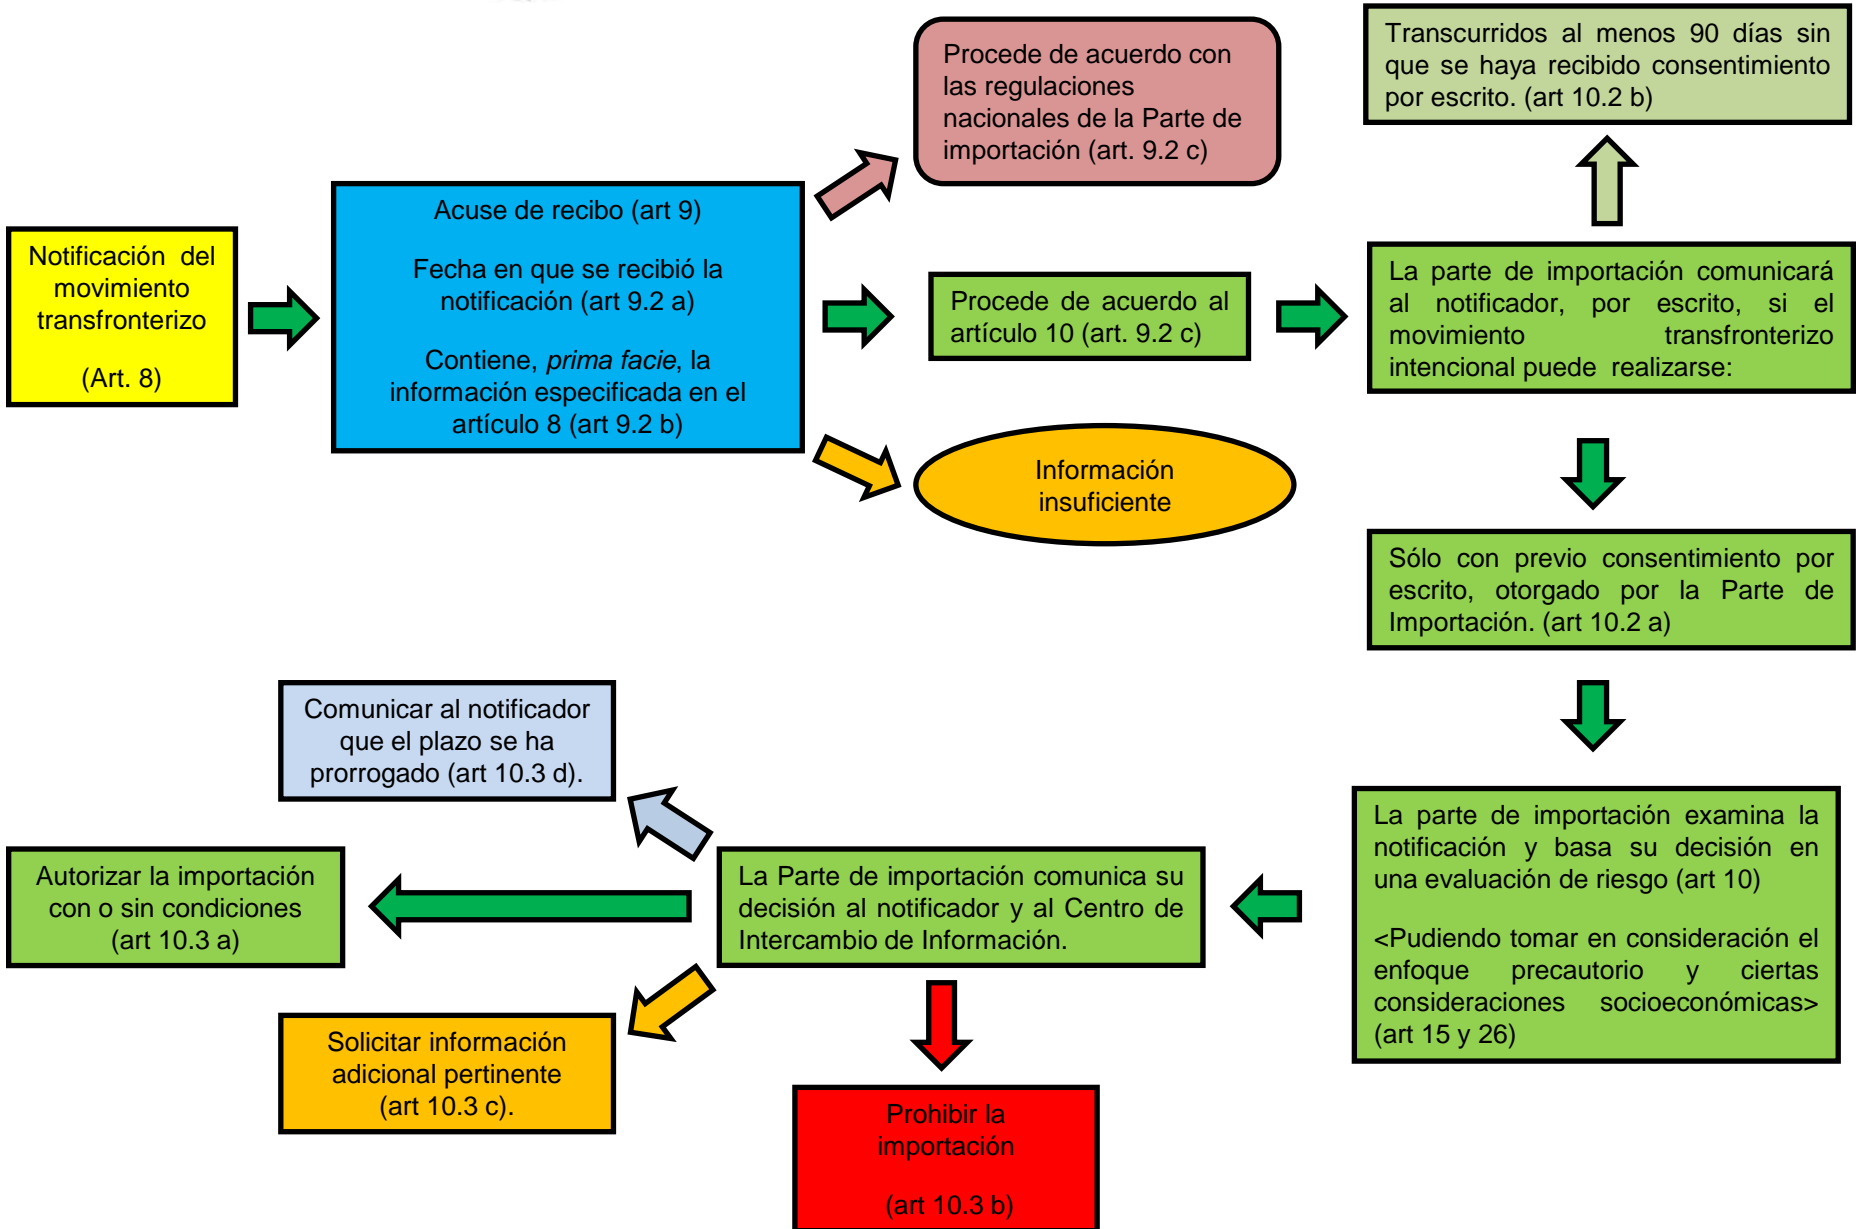 Notificación del
movimiento
transfronterizo
(Art. 8)
Acuse de recibo (art 9)
Fecha en que se recibió la
notificación (art 9.2 a)
Contiene, prima facie, la
información especificada en el
artículo 8 (art 9.2 b)
Procede de acuerdo con
las regulaciones
nacionales de la Parte de
importación (art. 9.2 c)
Procede de acuerdo al
artículo 10 (art. 9.2 c)
Información
insuficiente
Transcurridos al menos 90 días sin
que se haya recibido consentimiento
por escrito. (art 10.2 b)
La parte de importación comunicará
al notificador, por escrito, si el
movimiento transfronterizo
intencional puede realizarse:
Sólo con previo consentimiento por
escrito, otorgado por la Parte de
Importación. (art 10.2 a)
La parte de importación examina la
notificación y basa su decisión en
una evaluación de riesgo (art 10)
<Pudiendo tomar en consideración el
enfoque precautorio y ciertas
consideraciones socioeconómicas>
(art 15 y 26)
La Parte de importación comunica su
decisión al notificador y al Centro de
Intercambio de Información.
Comunicar al notificador
que el plazo se ha
prorrogado (art 10.3 d).
Autorizar la importación
con o sin condiciones
(art 10.3 a)
Solicitar información
adicional pertinente
(art 10.3 c).
Prohibir la
importación
(art 10.3 b)